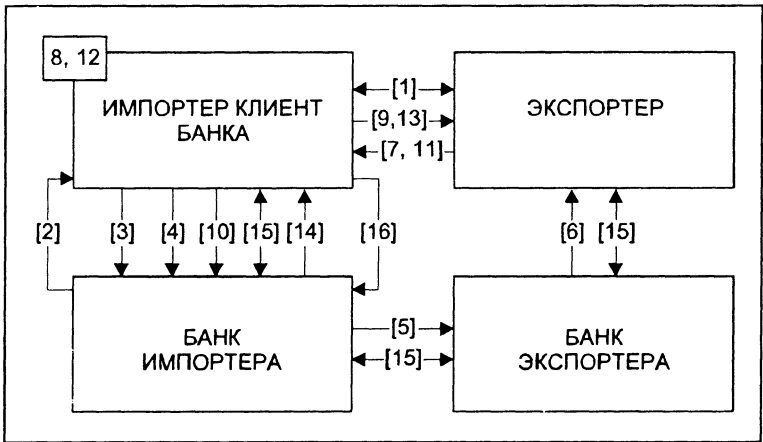 8, 12
ИМПОРТЕР КЛИЕНТ
БАНКА
[1]
[9,13]
[7, 11]
ЭКСПОРТЕР
[2]
[3]
[4]
[10]
[15]
[14]
[16]
[6]
[15]
БАНК
ИМПОРТЕРА
[5]
[15]
БАНК
ЭКСПОРТЕРА